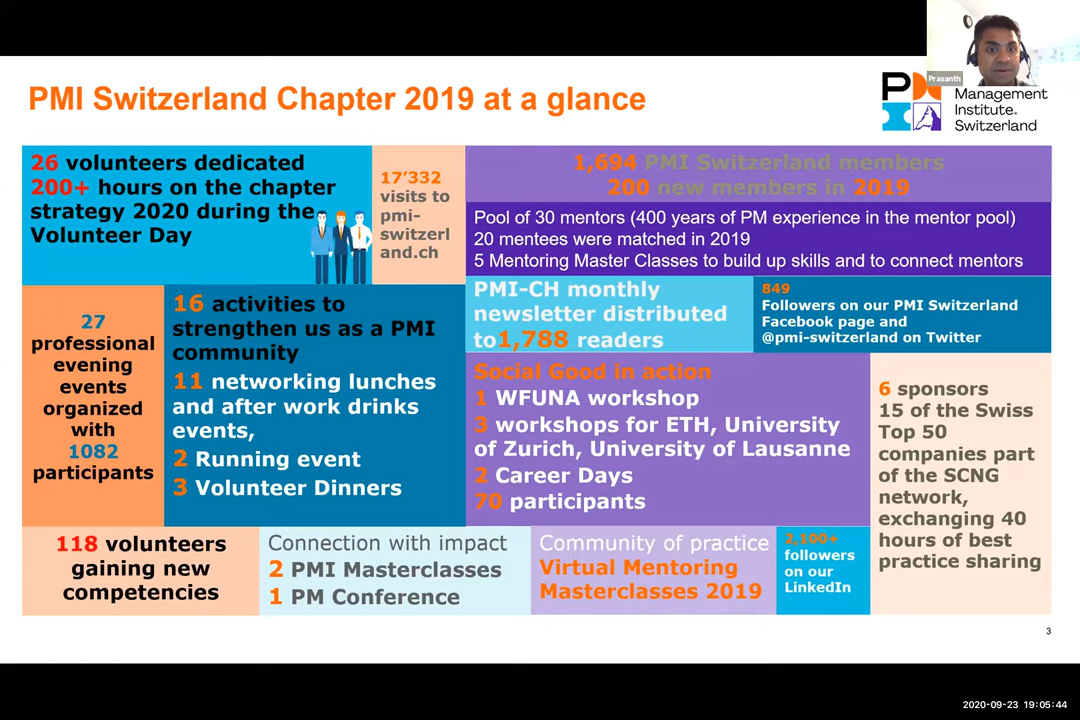 Prasanth
PMI Switzerland Chapter 2019 at a glance
Management
Institute®
Switzerland
26 volunteers dedicated
200+ hours on the chapter
strategy 2020 during the
Volunteer Day
17’332
visits to
pmi-
switzerl
and.ch
1,694 PMI Switzerland members
200 new members in 2019
Pool of 30 mentors (400 years of PM experience in the mentor pool)
20 mentees were matched in 2019
5 Mentoring Master Classes to build up skills and to connect mentors
27
professional
evening
events
organized
with
1082
participants
16 activities to
strengthen us as a PMI
community
11 networking lunches
and after work drinks
events,
2 Running event
3 Volunteer Dinners
PMI-CH monthly
newsletter distributed
to1,788 readers
849
Followers on our PMI Switzerland
Facebook page and
@pmi-switzerland on Twitter
Social Good in action
1 WFUNA workshop
3 workshops for ETH, University
of Zurich, University of Lausanne
2 Career Days
70 participants
6 sponsors
15 of the Swiss
Top 50
companies part
of the SCNG
network,
exchanging 40
hours of best
practice sharing
118 volunteers
gaining new
competencies
Connection with impact
2 PMI Masterclasses
1 PM Conference
Community of practice
Virtual Mentoring
Masterclasses 2019
2,100+
followers
on our
LinkedIn
3
2020-09-23 19:05:44